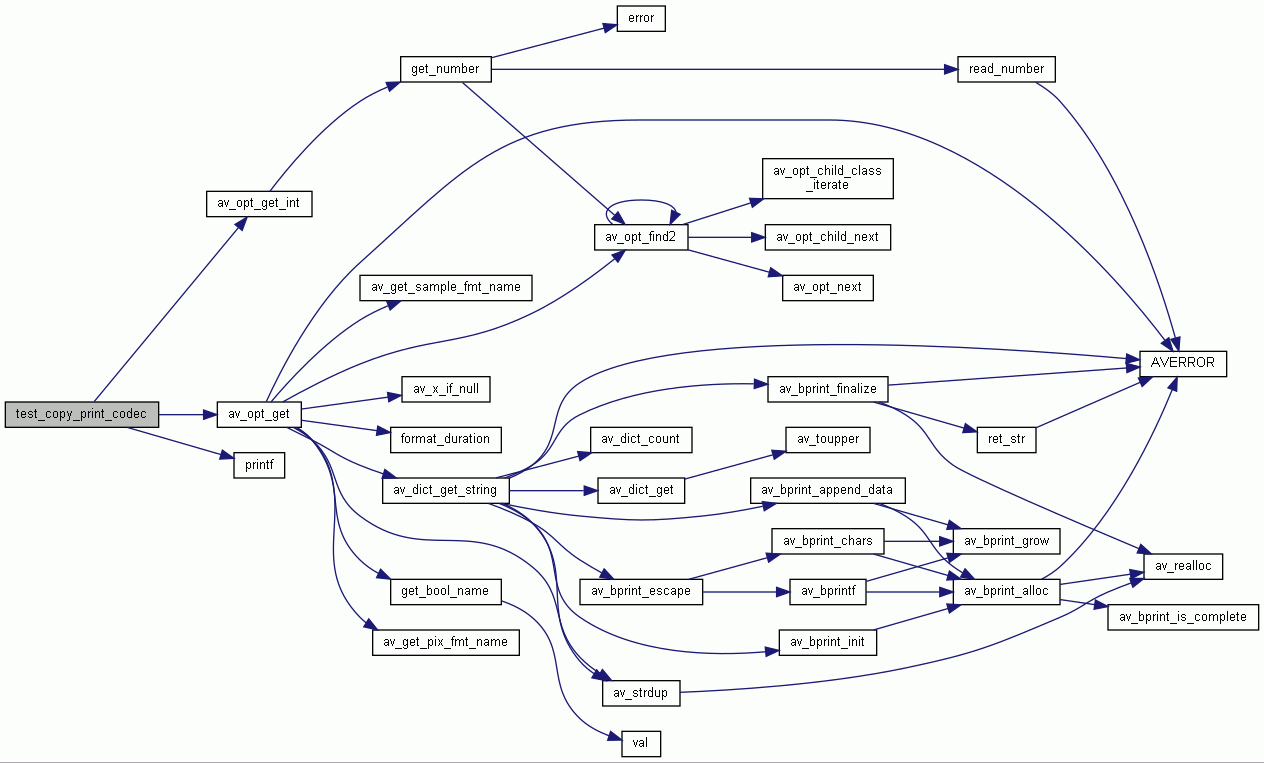 error
get_number
read_number
av_opt_child_class
_iterate
av_opt_get_int
av_opt_find2
av_opt_child_next
av_get_sample_fmt_name
av_opt_next
AVERROR
av_x_if_null
av_bprint_finalize
test_copy_print_codec
av_opt_get
format_duration
av_dict_count
av_toupper
ret_str
printf
av_dict_get_string
av_dict_get
av_bprint_append_data
av_bprint_chars
av_bprint_grow
av_realloc
get_bool_name
av_bprint_escape
av_bprintf
av_bprint_alloc
av_bprint_is_complete
av_get_pix_fmt_name
av_bprint_init
av_strdup
val